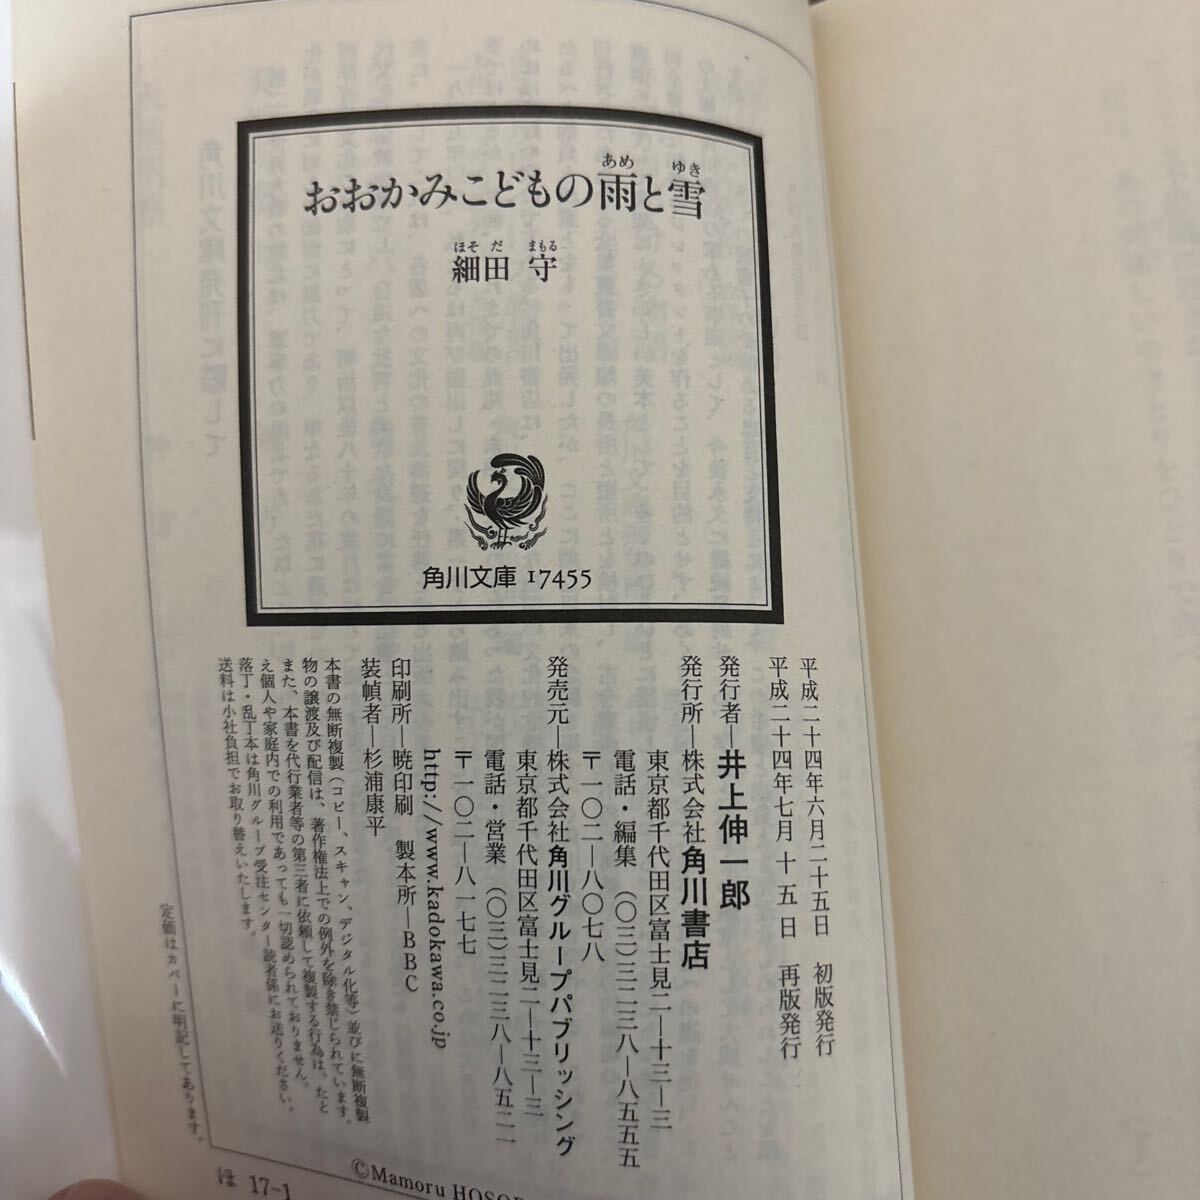 おおかみこどもの雨と雪
あめ
ゆき
細田 守
ほそ だ まもる
角川文庫 17455
平成二十四年六月二十五日 初版発行
平成二十四年七月十五日 再版発行
発行者―井上伸一郎
発行所―株式会社角川書店
東京都千代田区富士見二―十三―三
電話・編集 (〇三)三二三八―八五五五
〒一〇二―八〇七八
発売元―株式会社角川グループパブリッシング
東京都千代田区富士見二―十三―三
電話・営業 (〇三)三二三八―八五二一
〒一〇二―八一七七
http://www.kadokawa.co.jp
印刷所―暁印刷 製本所―BBC
装幀者―杉浦康平
本書の無断複製(コピー、スキャン、デジタル化等)並びに無断複製
物の譲渡及び配信は、著作権法上での例外を除き禁じられています。
また、本書を代行業者等の第三者に依頼して複製する行為は、たと
え個人や家庭内での利用であっても一切認められておりません。
落丁・乱丁本は角川グループ受注センター読者係にお送りください。
送料は小社負担でお取り替えいたします。
定価はカバーに明記してあります。
©Mamoru
ほ 17-1